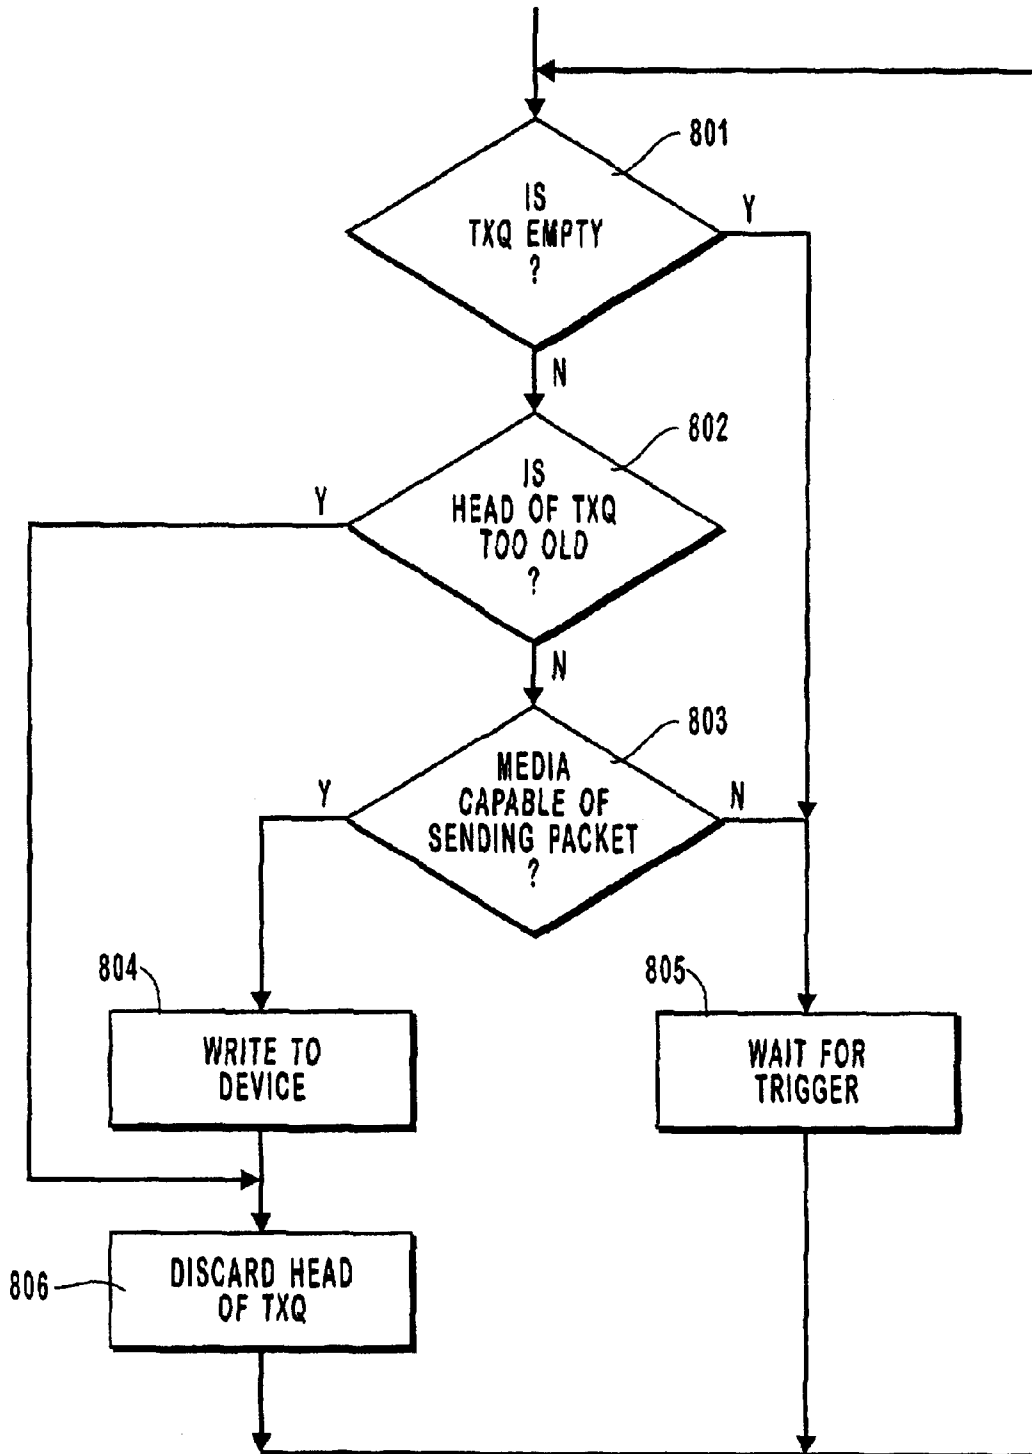 801
IS
TXQ EMPTY
?
Y
N
802
IS
HEAD OF TXQ
TOO OLD
?
Y
N
803
MEDIA
CAPABLE OF
SENDING PACKET
?
Y
N
804
WRITE TO
DEVICE
805
WAIT FOR
TRIGGER
806
DISCARD HEAD
OF TXQ